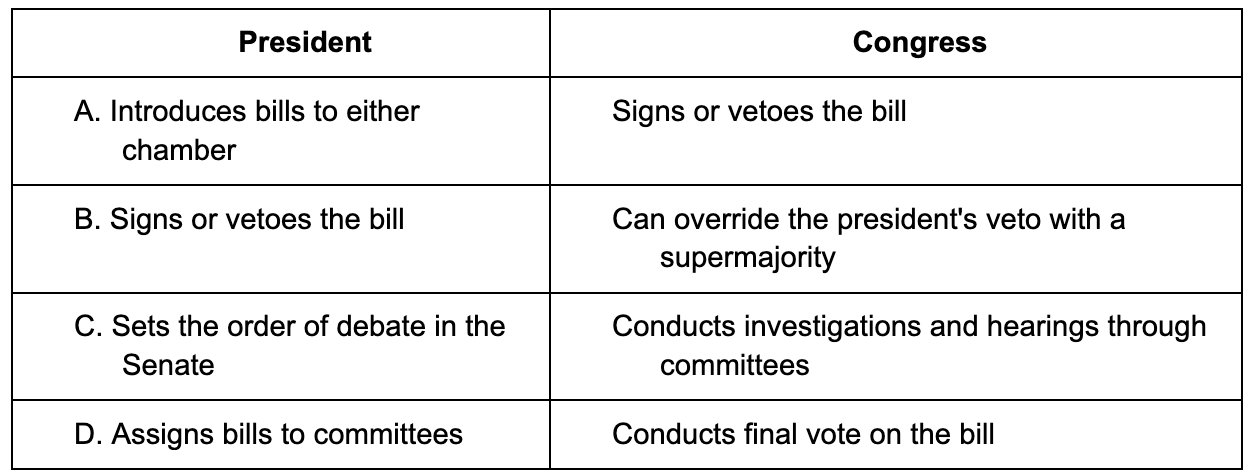 President Congress
A. Introduces bills to either Signs or vetoes the bill
chamber
B. Signs or vetoes the bill Can override the president's veto with a
supermajority
C. Sets the order of debate in the Conducts investigations and hearings through
Senate committees
D. Assigns bills to committees Conducts final vote on the bill